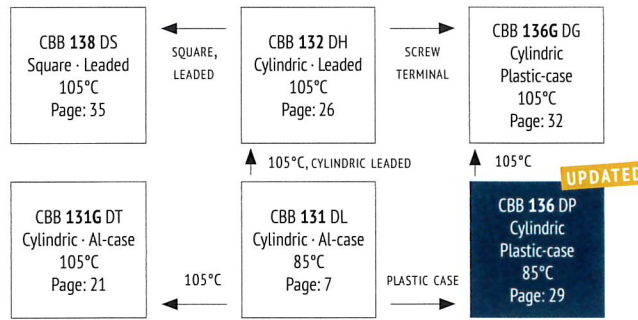 CBB 138 DS
Square · Leaded
105°C
Page: 35
SQUARE,
LEADED
CBB 132 DH
Cylindric · Leaded
105°C
Page: 26
SCREW
TERMINAL
CBB 136G DG
Cylindric
Plastic-case
105°C
Page: 32
105°C, CYLINDRIC LEADED
105°C
UPDATED
CBB 131G DT
Cylindric · Al-case
105°C
Page: 21
105°C
CBB 131 DL
Cylindric · Al-case
85°C
Page: 7
PLASTIC CASE
CBB 136 DP
Cylindric
Plastic-case
85°C
Page: 29